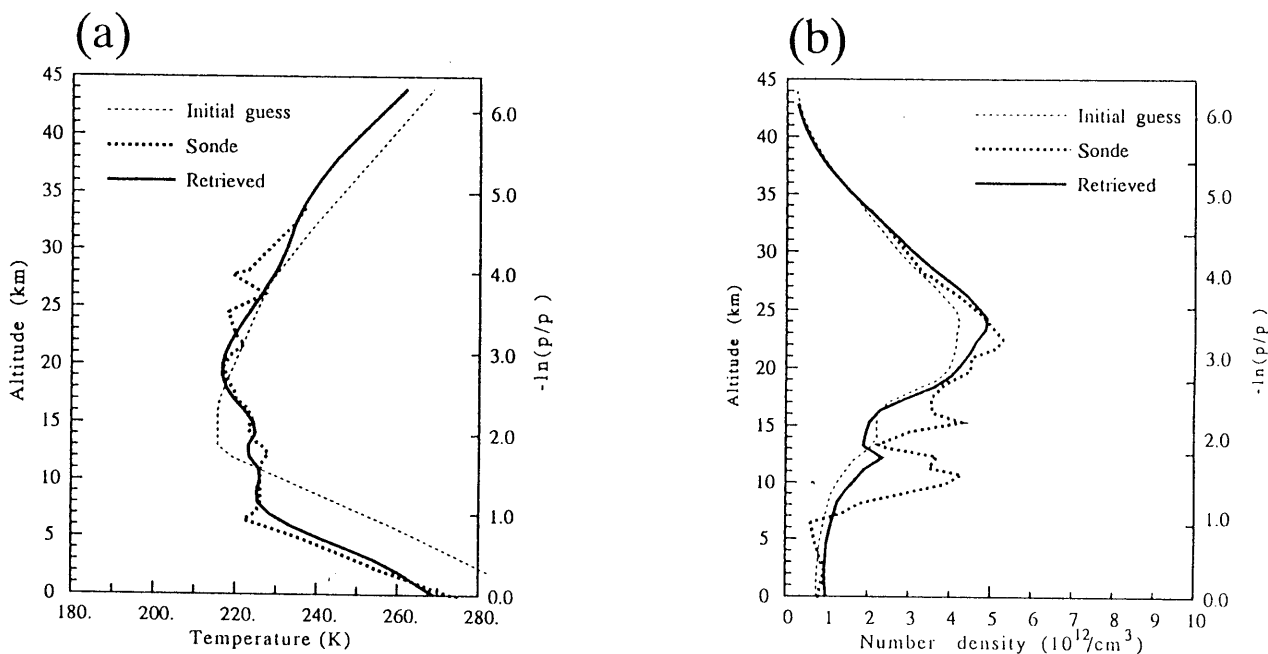 (a)
45
40
35
30
25
20
15
10
5
0
Altitude (km)
Initial guess
Sonde
Retrieved
6.0
5.0
4.0
3.0
2.0
1.0
0.0
-ln(p/p )
180. 200. 220. 240. 260. 280.
Temperature (K)
(b)
45
40
35
30
25
20
15
10
5
0
Altitude (km)
Initial guess
Sonde
Retrieved
6.0
5.0
4.0
3.0
2.0
1.0
0.0
-ln(p/p )
0 1 2 3 4 5 6 7 8 9 10
Number density (10¹²/cm³)